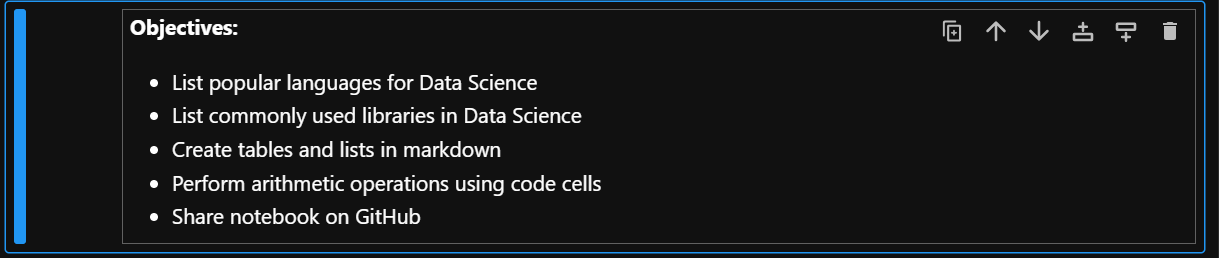 Objectives:
List popular languages for Data Science
List commonly used libraries in Data Science
Create tables and lists in markdown
Perform arithmetic operations using code cells
Share notebook on GitHub